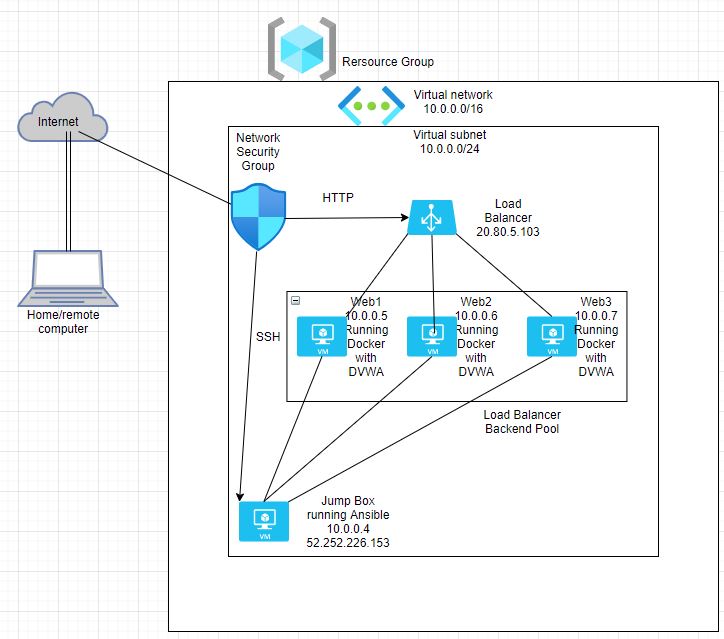 Rersource Group
Virtual network
10.0.0.0/16
Internet
Virtual subnet
10.0.0.0/24
Network
Security
Group
HTTP
Load
Balancer
20.80.5.103
Home/remote
computer
SSH
Web1
10.0.0.5
Running
Docker
with
DVWA
VM
Web2
10.0.0.6
Running
Docker
with
DVWA
VM
Web3
10.0.0.7
Running
Docker
with
DVWA
VM
Load Balancer
Backend Pool
Jump Box
running Ansible
10.0.0.4
52.252.226.153
VM